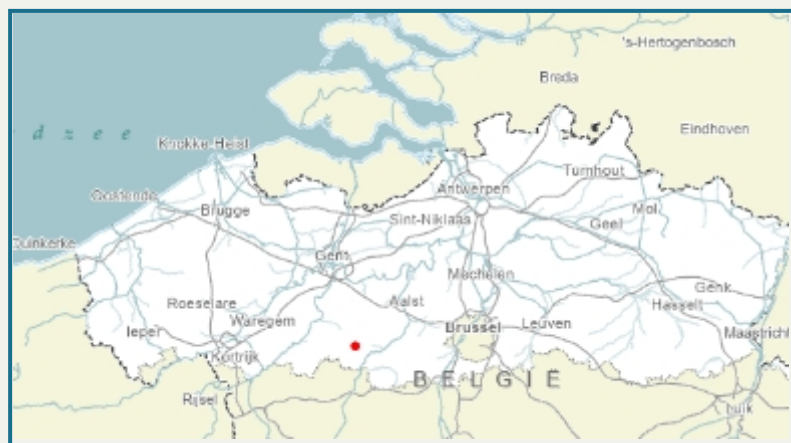 's-Hertogenbosch
Breda
d z e e
Eindhoven
Knokke-Heist
Turnhout
Antwerpen
Oostende
Mol
Brugge
Sint-Niklaas
Geel
Duinkerke
Gent
Mechelen
Genk
Roeselare
Aalst
Hasselt
Waregem
Ieper
Brussel
Leuven
Maastricht
Kortrijk
BELGIË
Rijsel
Luik